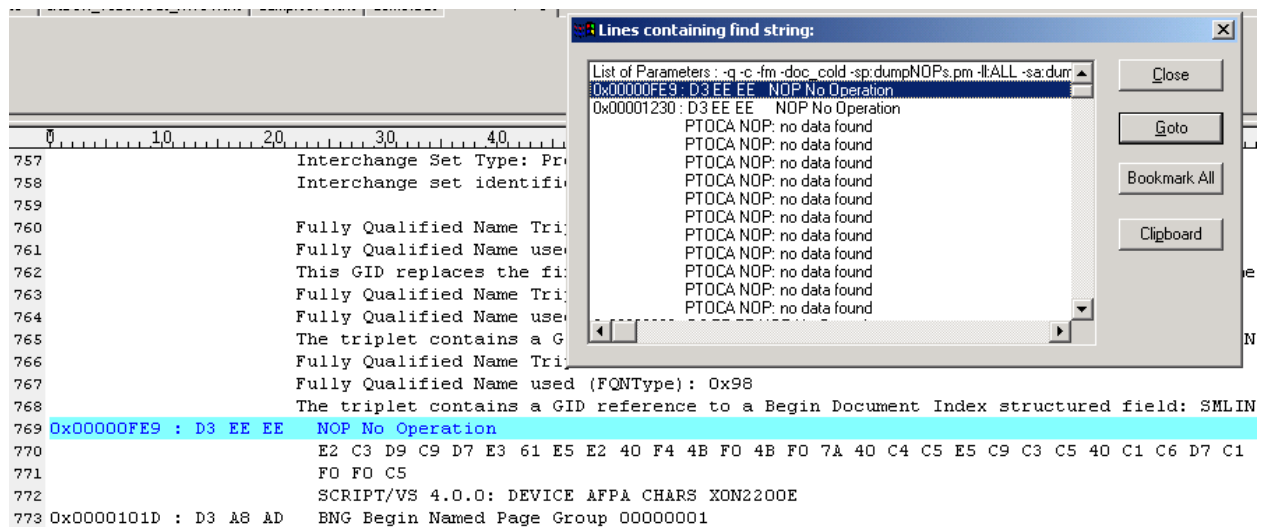 Lines containing find string:
List of Parameters : -q -c -fm -doc_cold -sp:dumpNOPs.pm -ll:ALL
0x00000FE9 : D3 EE EE NOP No Operation
0x00001230 : D3 EE EE NOP No Operation
PTOCA NOP: no data found
PTOCA NOP: no data found
PTOCA NOP: no data found
PTOCA NOP: no data found
PTOCA NOP: no data found
PTOCA NOP: no data found
PTOCA NOP: no data found
PTOCA NOP: no data found
PTOCA NOP: no data found
PTOCA NOP: no data found
PTOCA NOP: no data found
Close
Goto
Bookmark All
Clipboard
0 10 20 30 40
757 Interchange Set Type:
758 Interchange set
759
760 Fully Qualified Name
761 Fully Qualified Name
762 This GID replaces the
763 Fully Qualified Name
764 Fully Qualified Name
765 The triplet contains a
766 Fully Qualified Name
767 Fully Qualified Name used (FQNType): 0x98
768 The triplet contains a GID reference to a Begin Document Index structured field: SMLIN
769 0x00000FE9 : D3 EE EE NOP No Operation
770 E2 C3 D9 C9 D7 E3 61 E5 E2 40 F4 4B F0 4B F0 7A 40 C4 C5 E5 C9 C3 C5 40 C1 C6 D7 C1
771 F0 F0 C5
772 SCRIPT/VS 4.0.0: DEVICE AFPA CHARS XON2200E
773 0x0000101D : D3 A8 AD BNG Begin Named Page Group 00000001